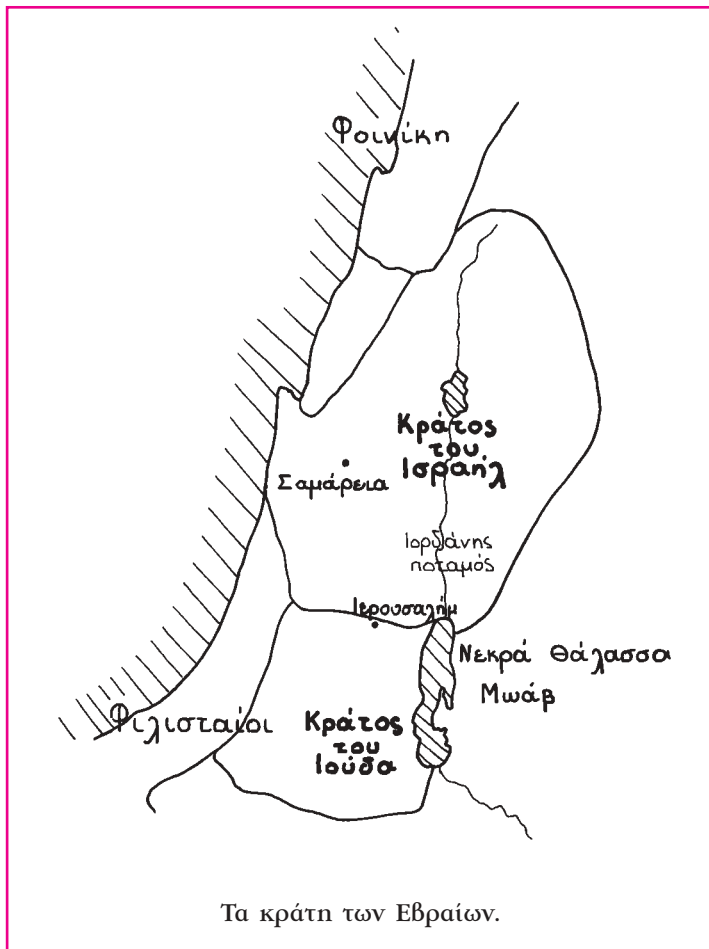 Φοινίκη
Κράτος
του
Ισραήλ
Σαμάρεια
Ιορδάνης
ποταμός
Ιερουσαλήμ
Νεκρά Θάλασσα
Μωάβ
Φιλισταίοι
Κράτος
του
Ιούδα
Τα κράτη των Εβραίων.